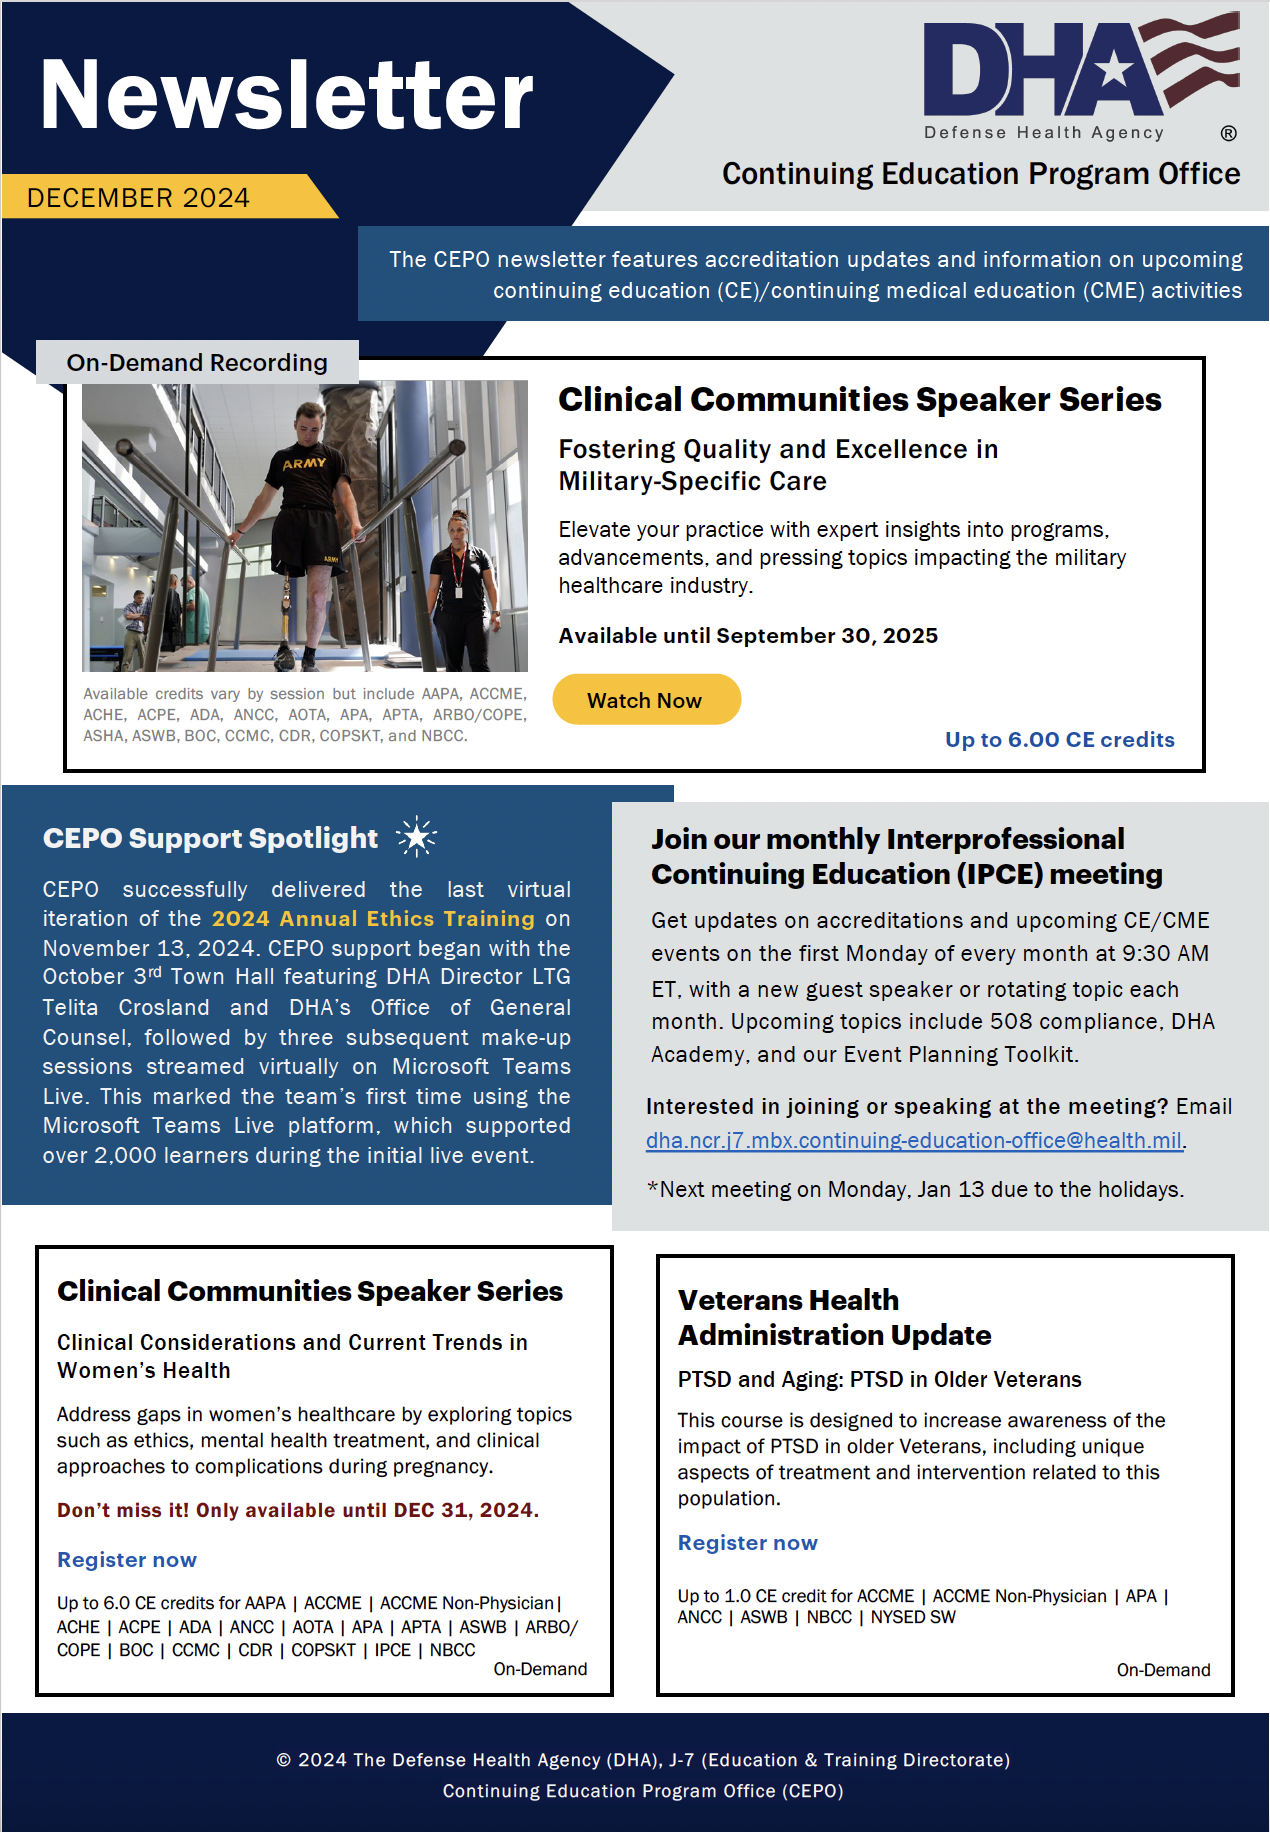 Newsletter
DECEMBER 2024
DHA
Defense Health Agency ®
Continuing Education Program Office
The CEPO newsletter features accreditation updates and information on upcoming
continuing education (CE)/continuing medical education (CME) activities
On-Demand Recording
ARMY
ARMY
Available credits vary by session but include AAPA, ACCME,
ACHE, ACPE, ADA, ANCC, AOTA, APA, APTA, ARBO/COPE,
ASHA, ASWB, BOC, CCMC, CDR, COPSKT, and NBCC.
Clinical Communities Speaker Series
Fostering Quality and Excellence in
Military-Specific Care
Elevate your practice with expert insights into programs,
advancements, and pressing topics impacting the military
healthcare industry.
Available until September 30, 2025
Watch Now
Up to 6.00 CE credits
CEPO Support Spotlight
CEPO successfully delivered the last virtual
iteration of the 2024 Annual Ethics Training on
November 13, 2024. CEPO support began with the
October 3rd Town Hall featuring DHA Director LTG
Telita Crosland and DHA's Office of General
Counsel, followed by three subsequent make-up
sessions streamed virtually on Microsoft Teams
Live. This marked the team's first time using the
Microsoft Teams Live platform, which supported
over 2,000 learners during the initial live event.
Join our monthly Interprofessional
Continuing Education (IPCE) meeting
Get updates on accreditations and upcoming CE/CME
events on the first Monday of every month at 9:30 AM
ET, with a new guest speaker or rotating topic each
month. Upcoming topics include 508 compliance, DHA
Academy, and our Event Planning Toolkit.
Interested in joining or speaking at the meeting? Email
dha.ncr.j7.mbx.continuing-education-office@health.mil.
*Next meeting on Monday, Jan 13 due to the holidays.
Clinical Communities Speaker Series
Clinical Considerations and Current Trends in
Women's Health
Address gaps in women's healthcare by exploring topics
such as ethics, mental health treatment, and clinical
approaches to complications during pregnancy.
Don't miss it! Only available until DEC 31, 2024.
Register now
Up to 6.0 CE credits for AAPA | ACCME | ACCME Non-Physician|
ACHE | ACPE | ADA | ANCC | AOTA | APA | APTA | ASWB | ARBO/
COPE | BOC | CCMC | CDR | COPSKT | IPCE | NBCC
On-Demand
Veterans Health
Administration Update
PTSD and Aging: PTSD in Older Veterans
This course is designed to increase awareness of the
impact of PTSD in older Veterans, including unique
aspects of treatment and intervention related to this
population.
Register now
Up to 1.0 CE credit for ACCME | ACCME Non-Physician | APA |
ANCC | ASWB | NBCC | NYSED SW
On-Demand
© 2024 The Defense Health Agency (DHA), J-7 (Education & Training Directorate)
Continuing Education Program Office (CEPO)